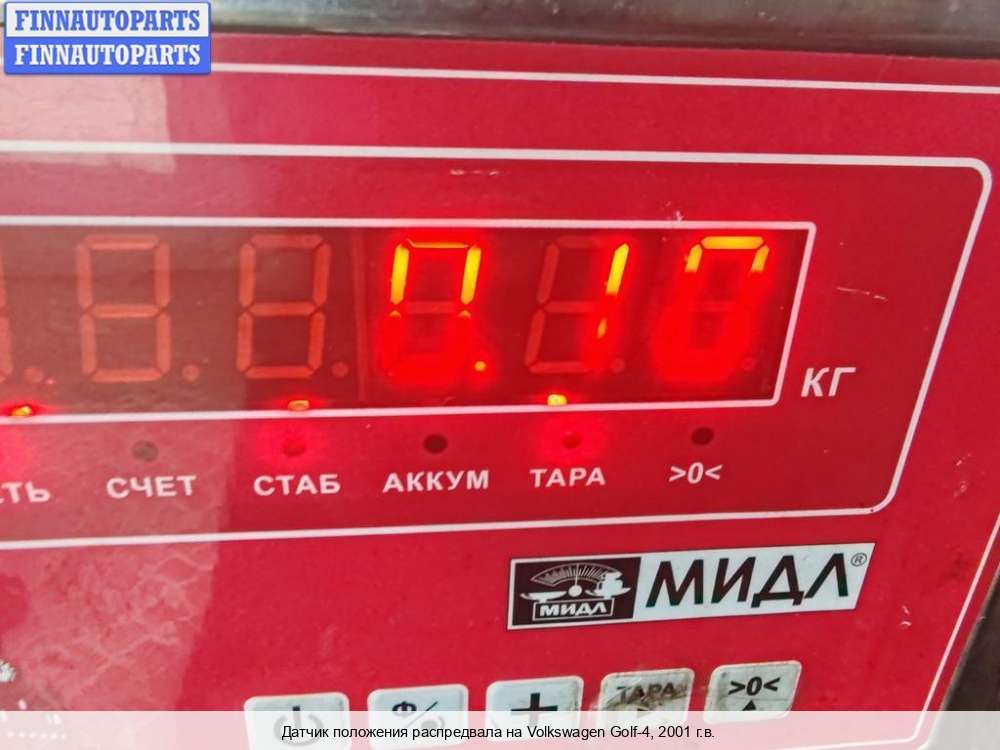 FINNAUTOPARTS
FINNAUTOPARTS
0.10
КГ
СЧЕТ
СТАБ
АККУМ
ТАРА
>0<
МИДЛ
МИДЛ®
ТАРА
>0<
Датчик положения распредвала на Volkswagen Golf-4, 2001 г.в.